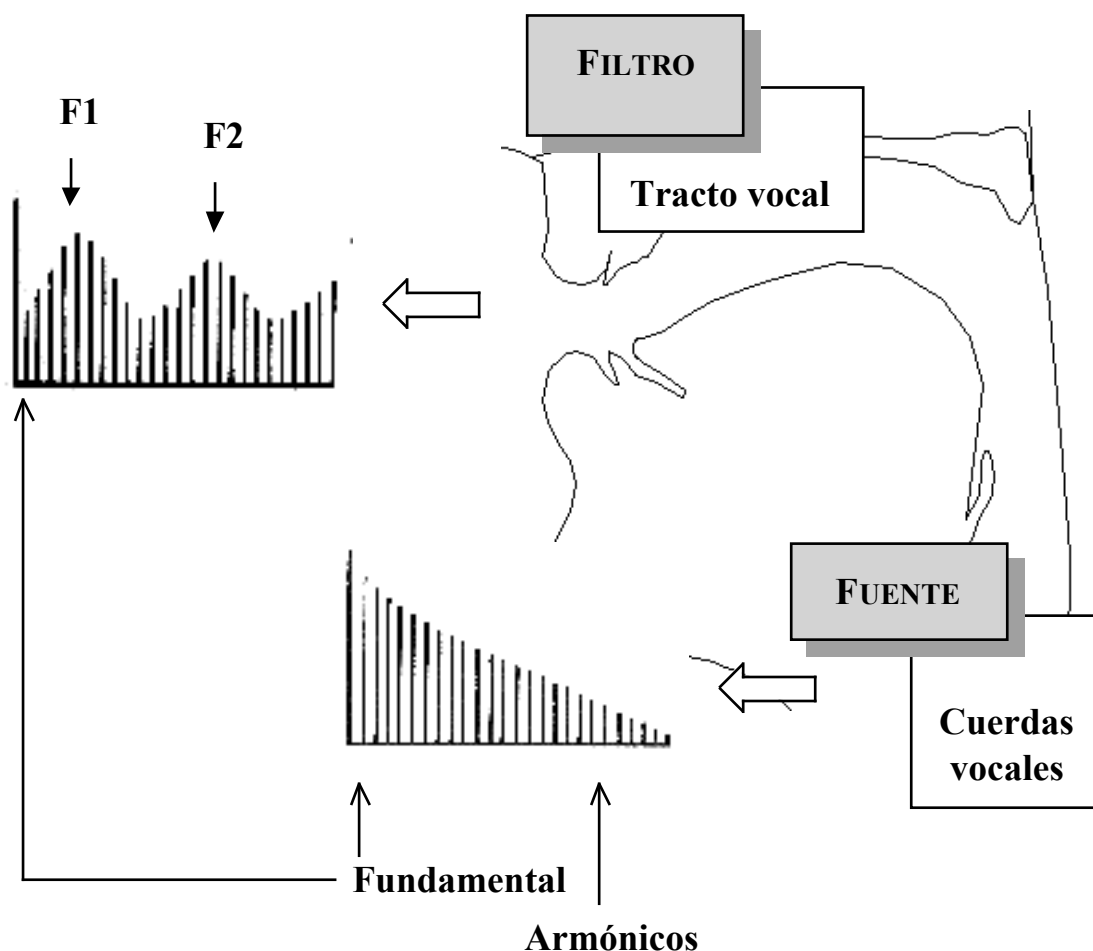 FILTRO
F1
F2
Tracto vocal
FUENTE
Cuerdas
vocales
Fundamental
Armónicos